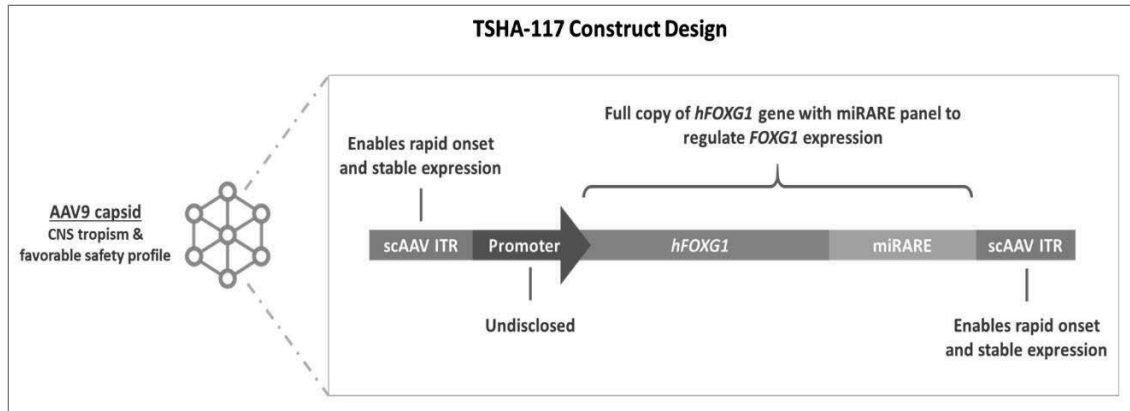 TSHA-117 Construct Design
Full copy of hFOXG1 gene with miRARE panel to
regulate FOXG1 expression
Enables rapid onset
and stable expression
AAV9 capsid
CNS tropism &
favorable safety profile
scAAV ITR
Promoter
hFOXG1
miRARE
scAAV ITR
Undisclosed
Enables rapid onset
and stable expression